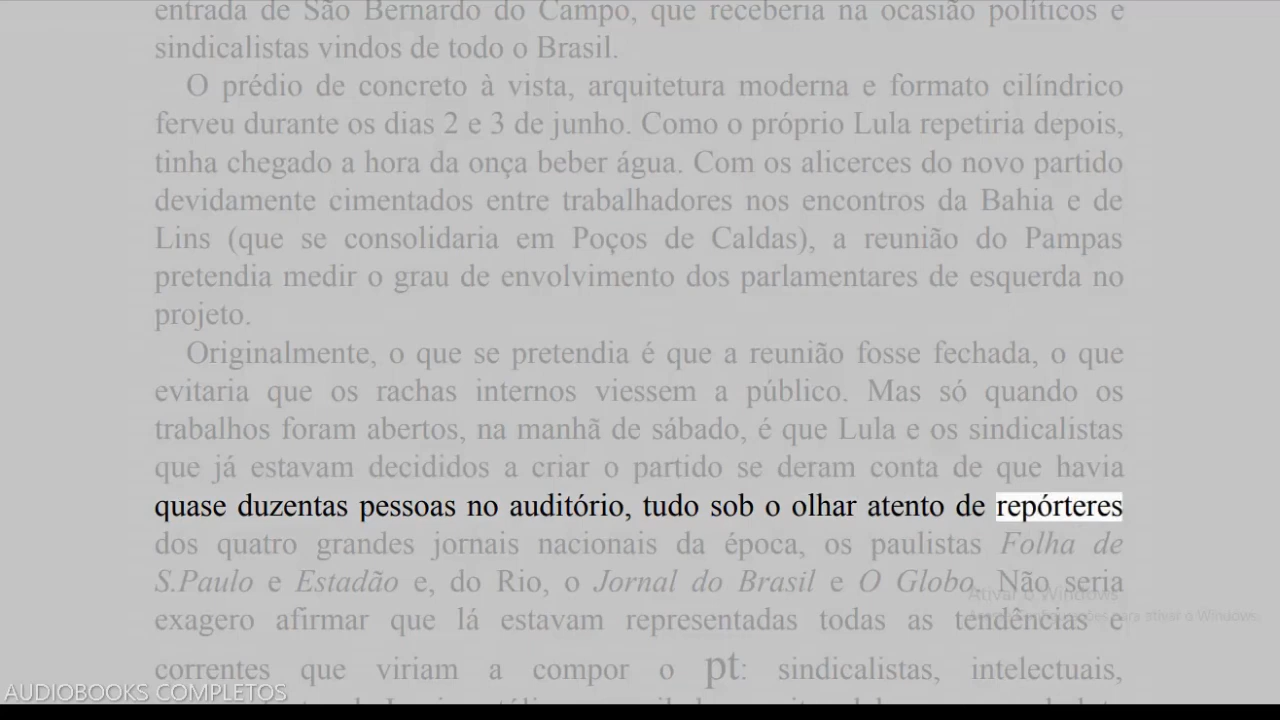 entrada de São Bernardo do Campo, que receberia na ocasião políticos e
sindicalistas vindos de todo o Brasil.
O prédio de concreto à vista, arquitetura moderna e formato cilíndrico
ferveu durante os dias 2 e 3 de junho. Como o próprio Lula repetiria depois,
tinha chegado a hora da onça beber água. Com os alicerces do novo partido
devidamente cimentados entre trabalhadores nos encontros da Bahia e de
Lins (que se consolidaria em Poços de Caldas), a reunião do Pampas
pretendia medir o grau de envolvimento dos parlamentares de esquerda no
projeto.
Originalmente, o que se pretendia é que a reunião fosse fechada, o que
evitaria que os rachas internos viessem a público. Mas só quando os
trabalhos foram abertos, na manhã de sábado, é que Lula e os sindicalistas
que já estavam decididos a criar o partido se deram conta de que havia
quase duzentas pessoas no auditório, tudo sob o olhar atento de repórteres
dos quatro grandes jornais nacionais da época, os paulistas Folha de
S.Paulo e Estadão e, do Rio, o Jornal do Brasil e O Globo. Não seria
Ativar o Windows
exagero afirmar que lá estavam representadas todas as tendências e
para ativar o Windows.
correntes que viriam a compor o pt: sindicalistas, intelectuais,
AUDIOBOOKS COMPLETOS